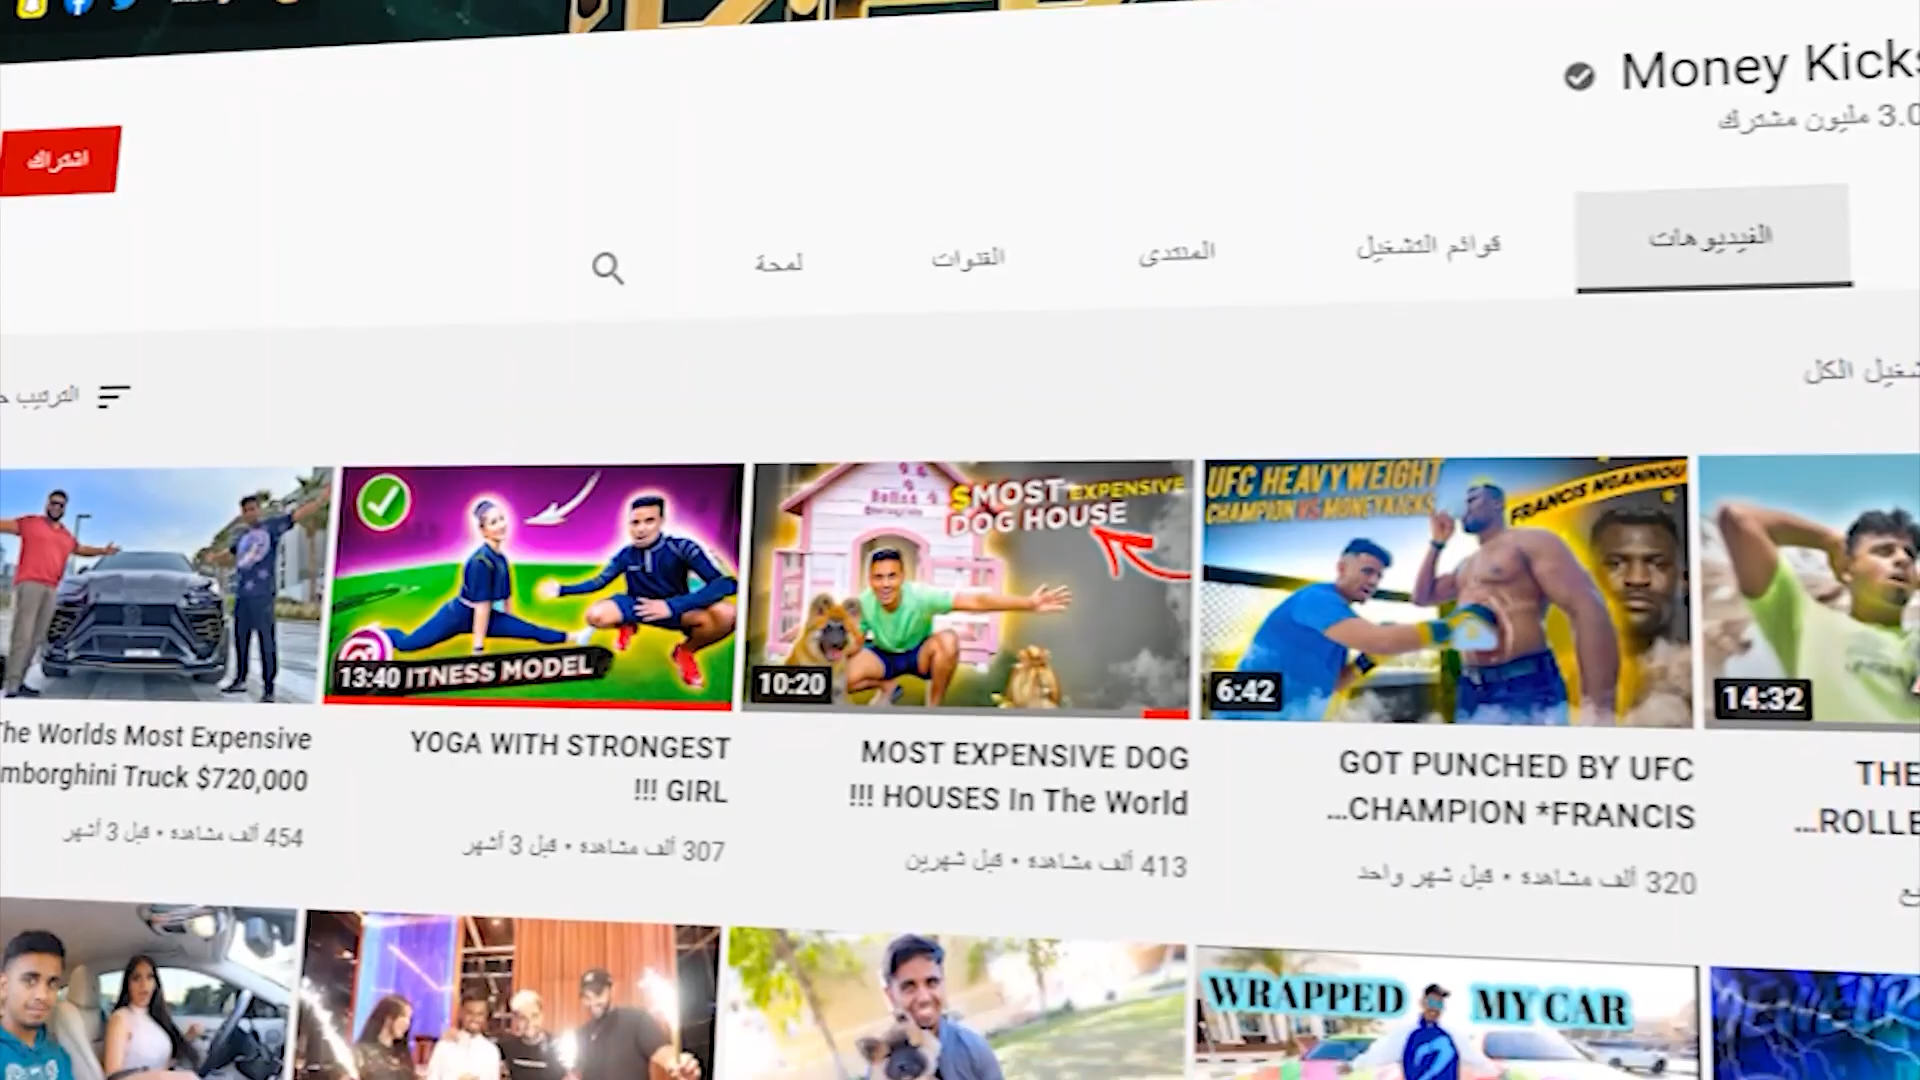 Money Kicks
3.0 مليون مشترك
اشتراك
الفيديوهات
قوائم التشغيل
المنتدى
القنوات
لمحة
الكل
الترتيب
13:40
ITNESS MODEL
$MOST EXPENSIVE
DOG HOUSE
10:20
UFC HEAVYWEIGHT
CHAMPION VS MONEYKICKS
FRANCIS NGANNOU
6:42
14:32
The Worlds Most Expensive
mborghini Truck $720,000
454 ألف مشاهدة • قبل 3 أشهر
YOGA WITH STRONGEST
!!! GIRL
307 ألف مشاهدة • قبل 3 أشهر
MOST EXPENSIVE DOG
!!! HOUSES In The World
413 ألف مشاهدة • قبل شهرين
GOT PUNCHED BY UFC
...CHAMPION *FRANCIS
320 ألف مشاهدة • قبل شهر واحد
THE
...ROLLE
WRAPPED MY CAR